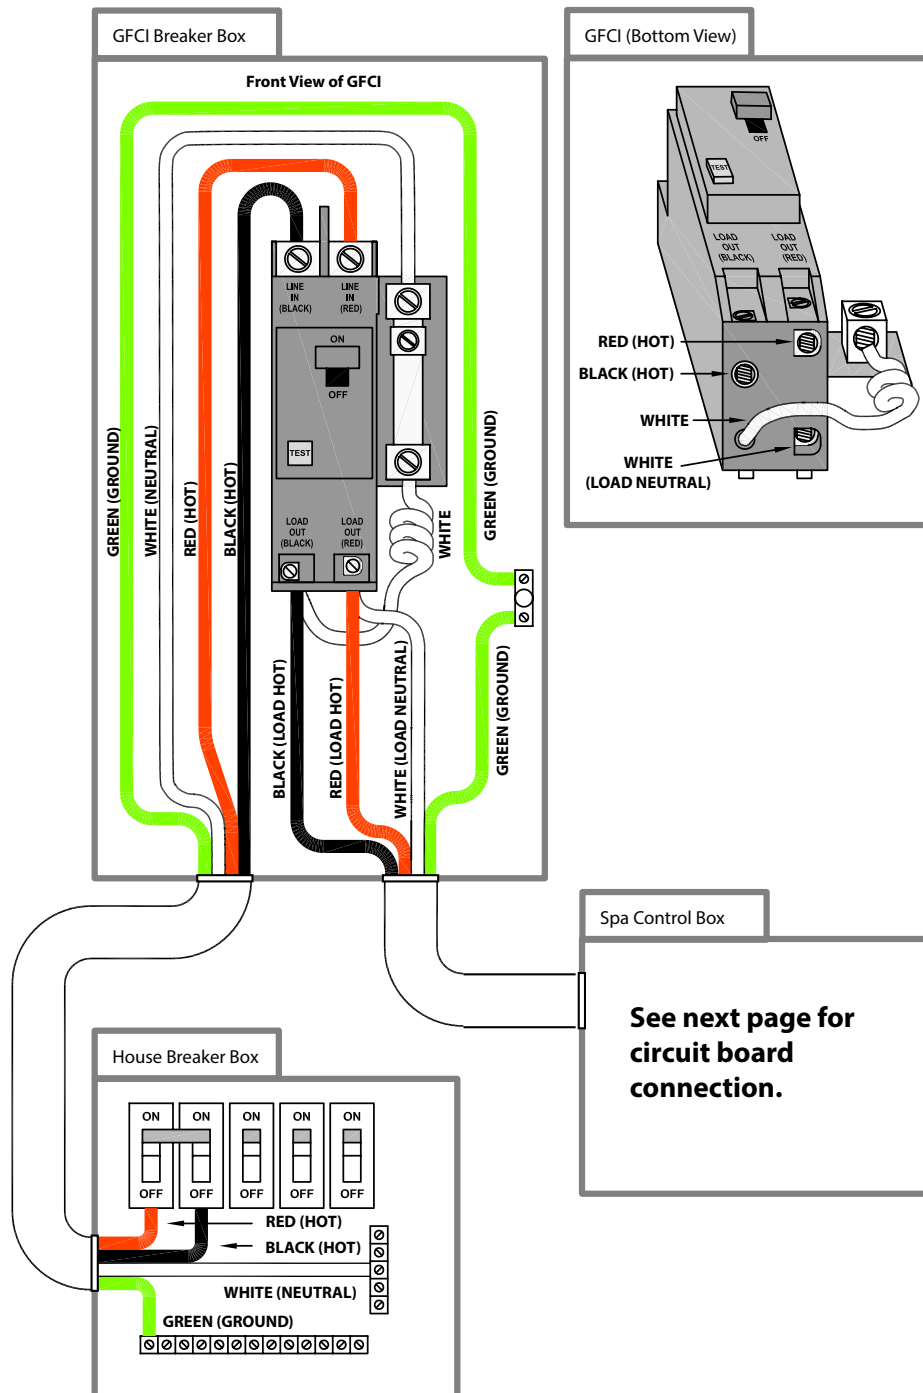 GFCI Breaker Box
Front View of GFCI
GREEN (GROUND)
WHITE (NEUTRAL)
RED (HOT)
BLACK (HOT)
LINE
IN
(BLACK)
LINE
IN
(RED)
ON
OFF
TEST
LOAD
OUT
(BLACK)
LOAD
OUT
(RED)
WHITE
GREEN (GROUND)
BLACK (LOAD HOT)
RED (LOAD HOT)
WHITE (LOAD NEUTRAL)
GREEN (GROUND)
GFCI (Bottom View)
OFF
TEST
LOAD
OUT
(BLACK)
LOAD
OUT
(RED)
RED (HOT)
BLACK (HOT)
WHITE
WHITE
(LOAD NEUTRAL)
Spa Control Box
See next page for
circuit board
connection.
House Breaker Box
ON ON ON ON ON
OFF OFF OFF OFF OFF
RED (HOT)
BLACK (HOT)
WHITE (NEUTRAL)
GREEN (GROUND)